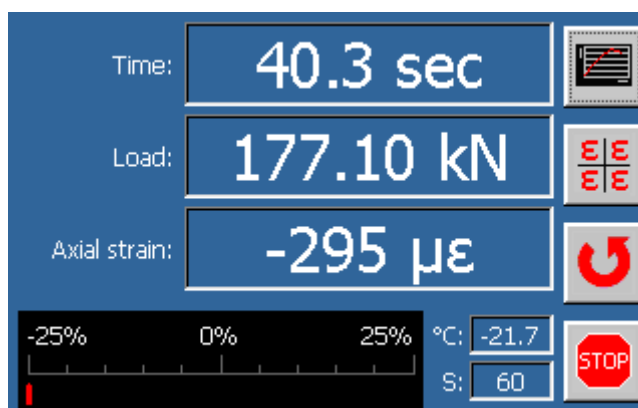 Time: 40.3 sec
Load: 177.10 kN
ε ε
ε ε
Axial strain: -295 µε
-25% 0% 25% °C: -21.7
S: 60
STOP